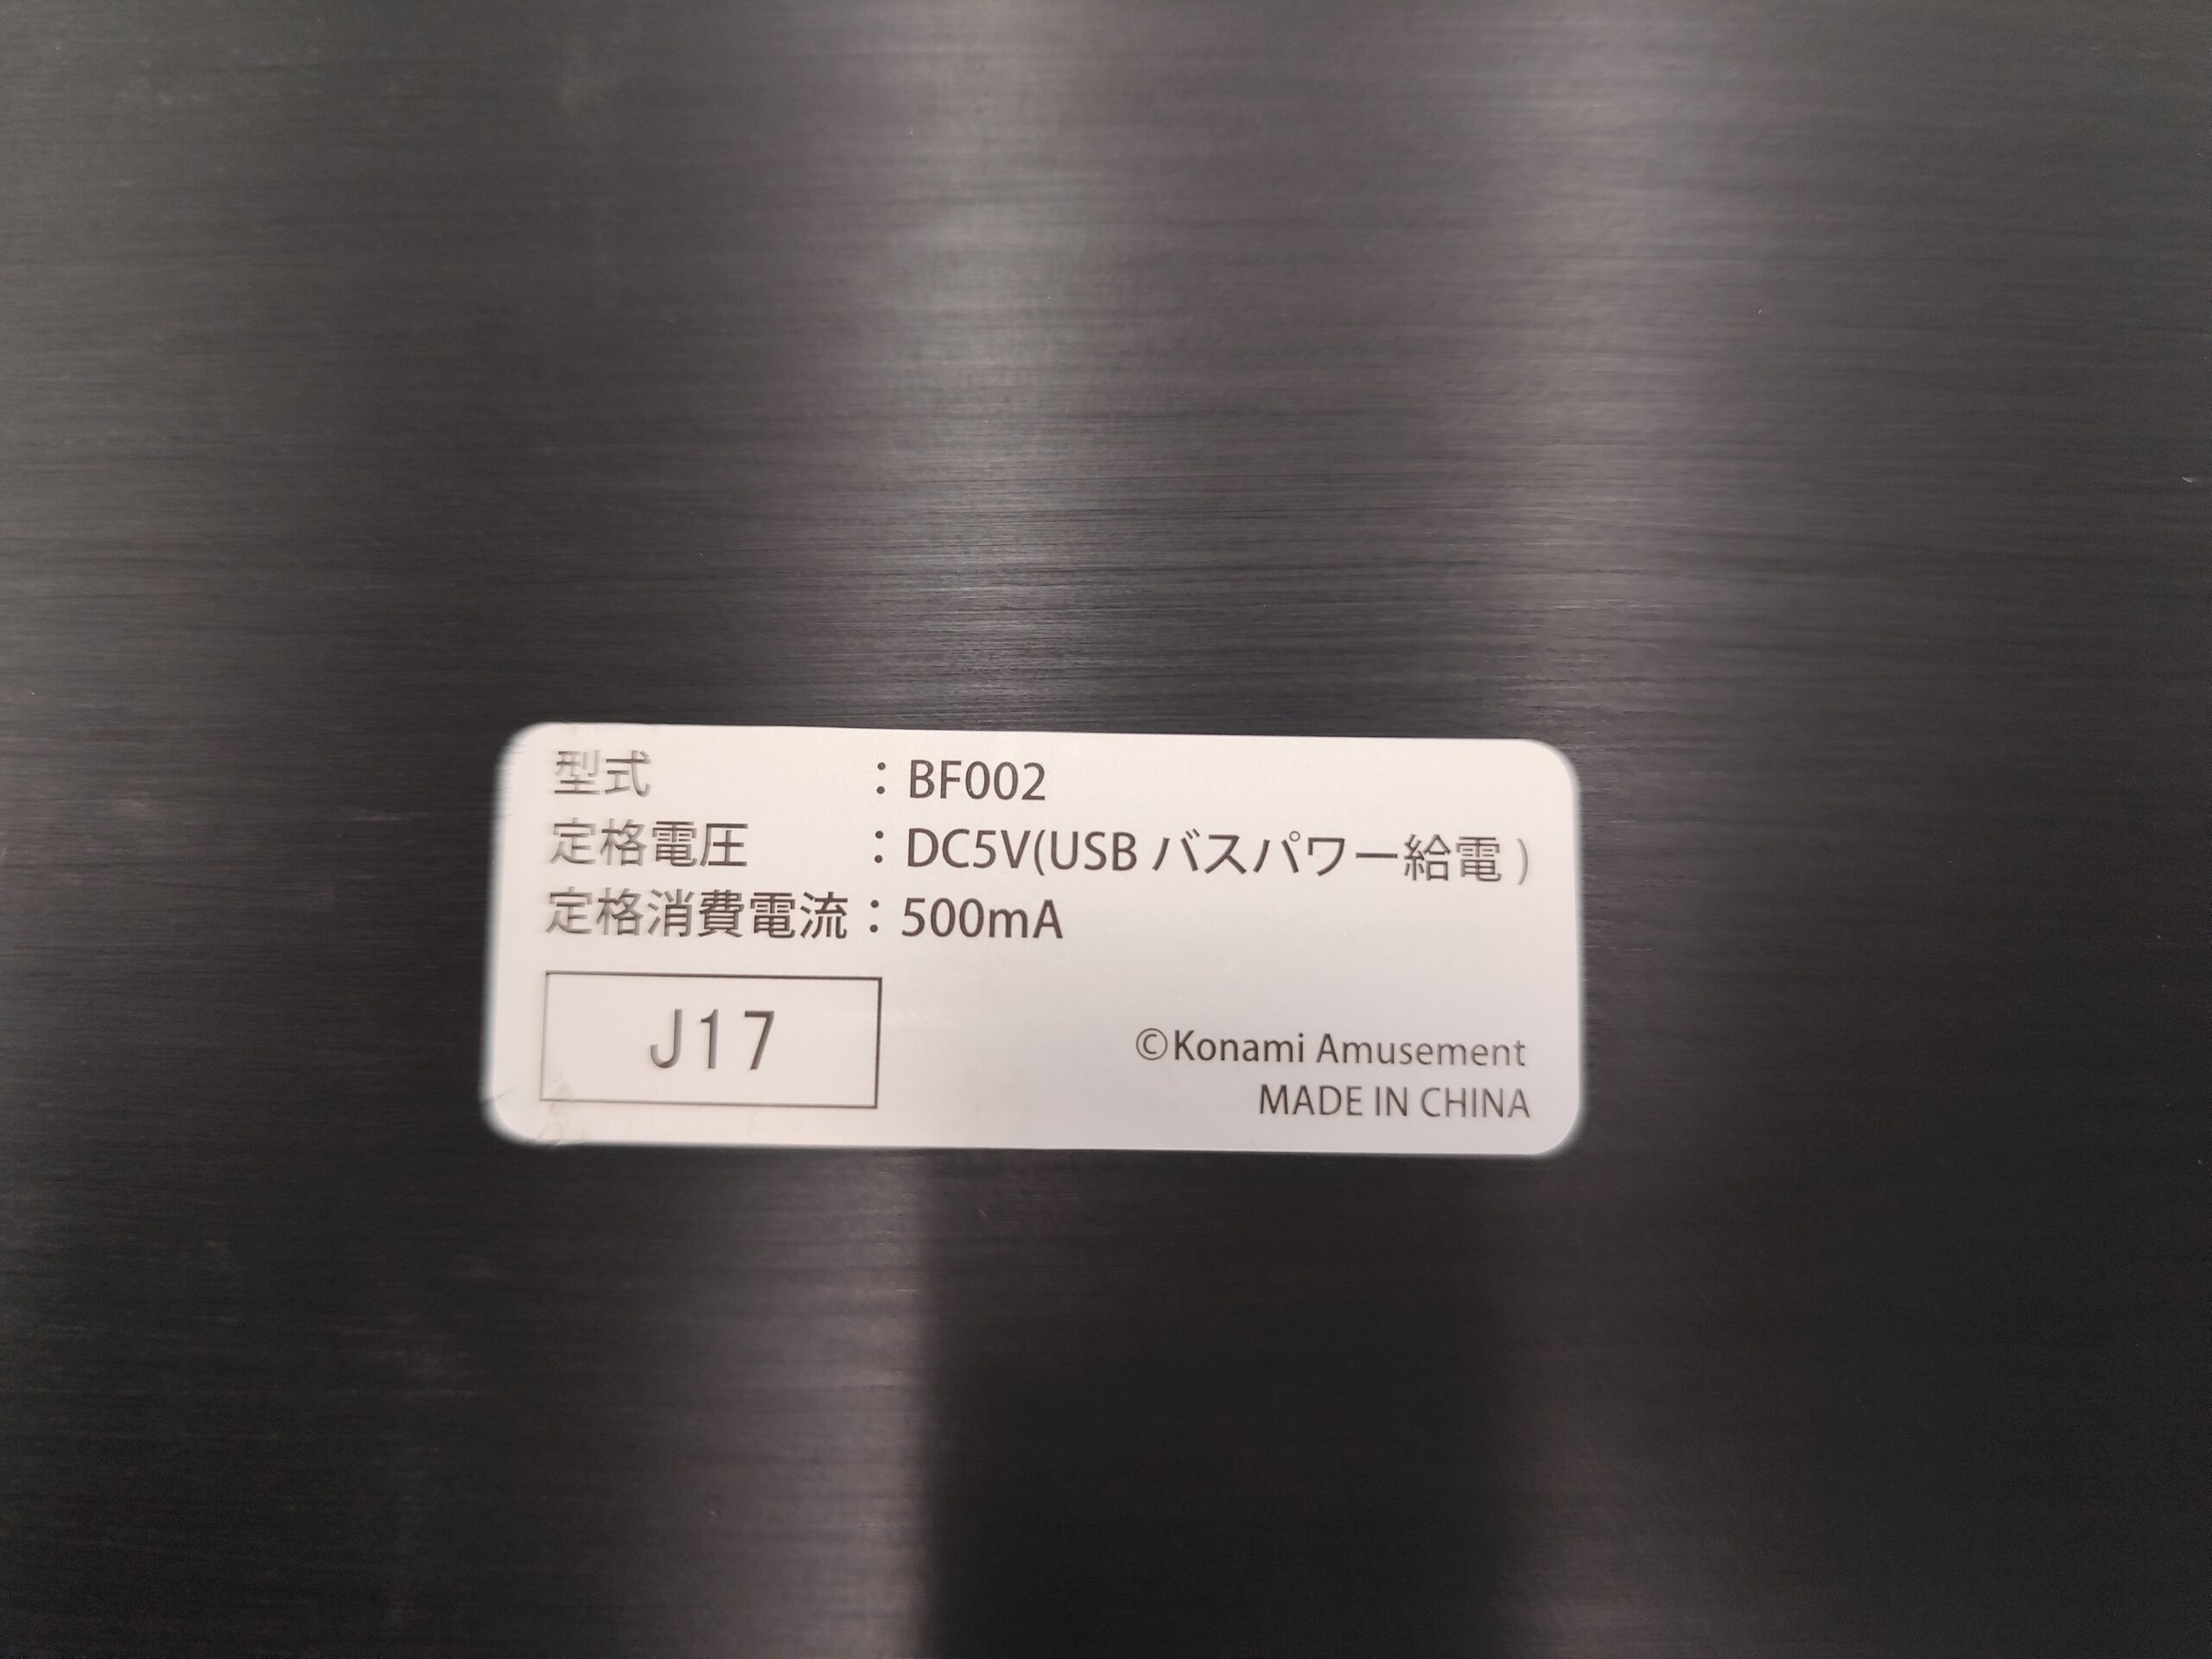 型式　　　　：BF002
定格電圧　　：DC5V(USB バスパワー給電 )
定格消費電流：500mA
J17
©Konami Amusement
MADE IN CHINA